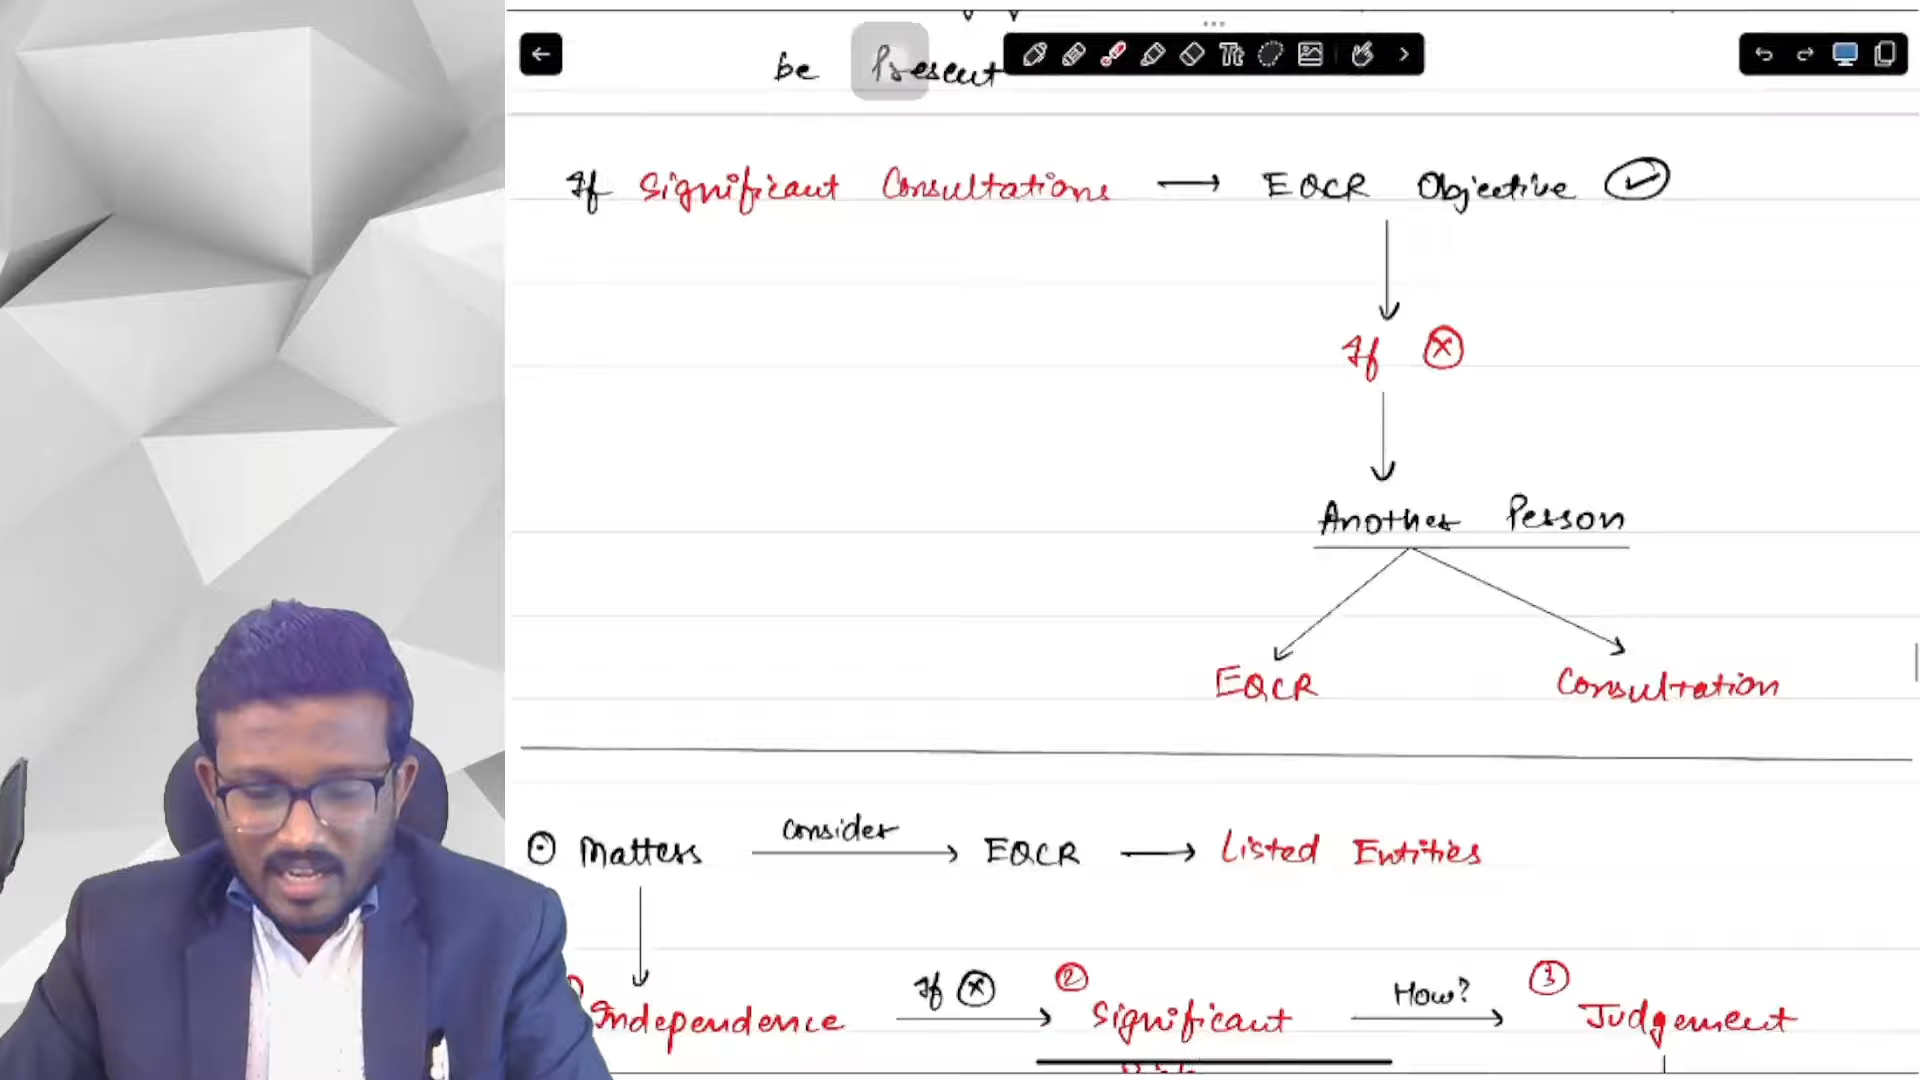 be Present
If Significant Consultations → EQCR Objective
If
Another Person
EQCR Consultation
Matters consider EQCR → Listed Entities
If ② How? ③
Independence Significant Judgement